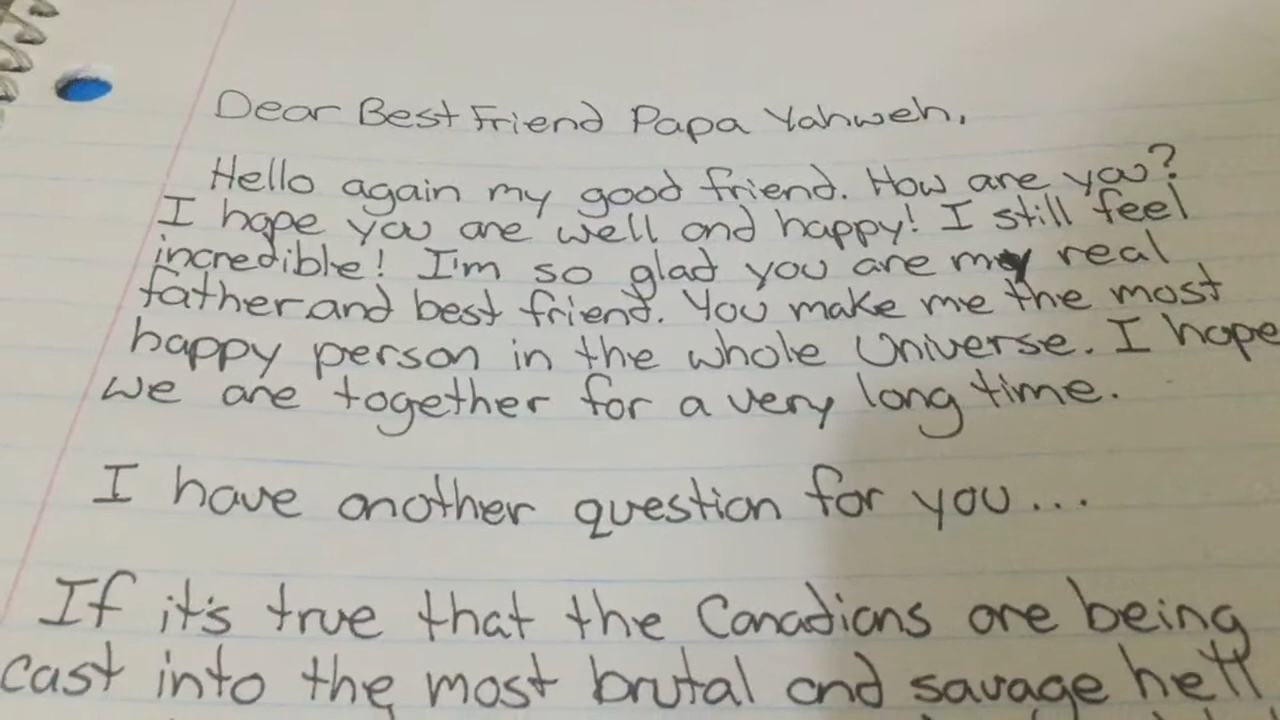 Dear Best Friend Papa Yahweh,
Hello again my good friend. How are you?
I hope you are well and happy! I still feel
incredible! I'm so glad you are my real
father and best friend. You make me the most
happy person in the whole Universe. I hope
we are together for a very long time.
I have another question for you...
If it's true that the Canadians are being
cast into the most brutal and savage hell